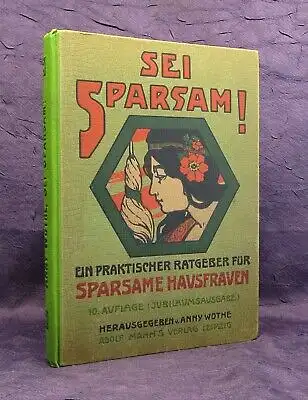 SEI
SPARSAM!
EIN PRAKTISCHER RATGEBER FÜR
SPARSAME HAUSFRAUEN
10. AUFLAGE (JUBILÄUMSAUSGABE)
HERAUSGEGEBEN v. ANNY WOTHE
ADOLF MAHN'S VERLAG LEIPZIG